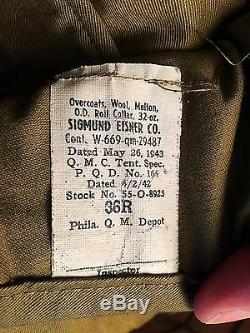 Overcoats, Wool, Melton,
O.D. Roll Collar, 32 oz.
SIGMUND EISNER CO.
Cont. W-669-qm-29487
Dated May 26, 1943
Q. M. C. Tent. Spec.
P. Q. D. No.
Dated 4/2/42
Stock No. 55-O-8925
36R
Phila. Q. M. Depot
Inspector